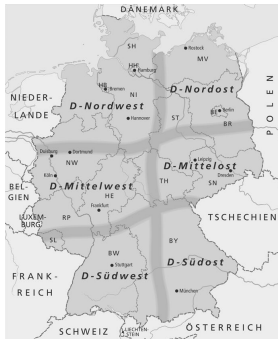 DÄNEMARK
SH
Rostock
MV
HH
Hamburg
HB
Bremen
D-Nordost
NIEDER-
LANDE
D-Nordwest
NI
Hannover
ST
BE
Berlin
BR
POLEN
Duisburg
Dortmund
NW
Leipzig
D-Mittelost
Dresden
Köln
SN
BEL-
GIEN
D-Mittelwest
TH
HE
Frankfurt
LUXEM-
BURG
RP
TSCHECHIEN
SL
BW
BY
D-Südost
FRANK-
REICH
Stuttgart
D-Südwest
München
SCHWEIZ
LIECHTEN-
STEIN
ÖSTERREICH